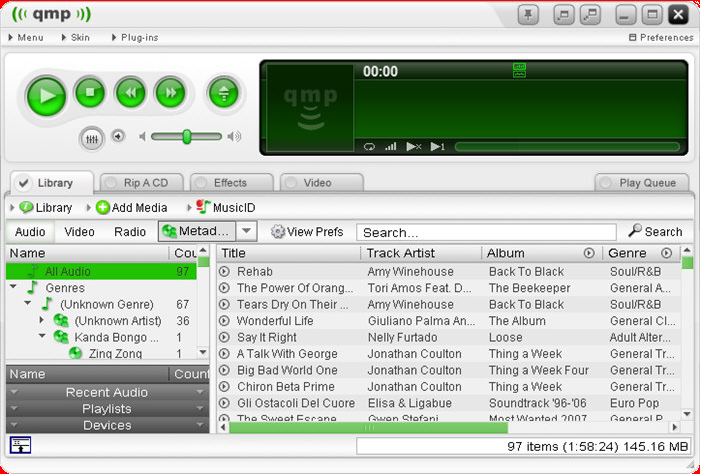 qmp
Menu Skin Plug-ins Preferences
00:00
qmp
x 1
Library Rip A CD Effects Video Play Queue
Library Add Media MusicID
Audio Video Radio Metad... View Prefs Search... Search
Name Cou Title Track Artist Album Genre
All Audio 97 Rehab Amy Winehouse Back To Black Soul/R&B
Genres The Power Of Orang... Tori Amos Feat. D... The Beekeeper General A...
(Unknown Genre) 67 Tears Dry On Their ... Amy Winehouse Back To Black Soul/R&B
(Unknown Artist) 36 Wonderful Life Giuliano Palma An... The Album General Cl...
Kanda Bongo ... 1 Say It Right Nelly Furtado Loose Adult Alter...
Zing Zong 1 A Talk With George Jonathan Coulton Thing a Week General T...
Name Count Big Bad World One Jonathan Coulton Thing a Week Four General T...
Recent Audio Chiron Beta Prime Jonathan Coulton Thing a Week General T...
Playlists Gli Ostacoli Del Cuore Elisa & Ligabue Soundtrack '96-'06 Euro Pop
Devices The Sweet Escape Gwen Stefani Most Wanted 2007 General P...
97 items (1:58:24) 145.16 MB